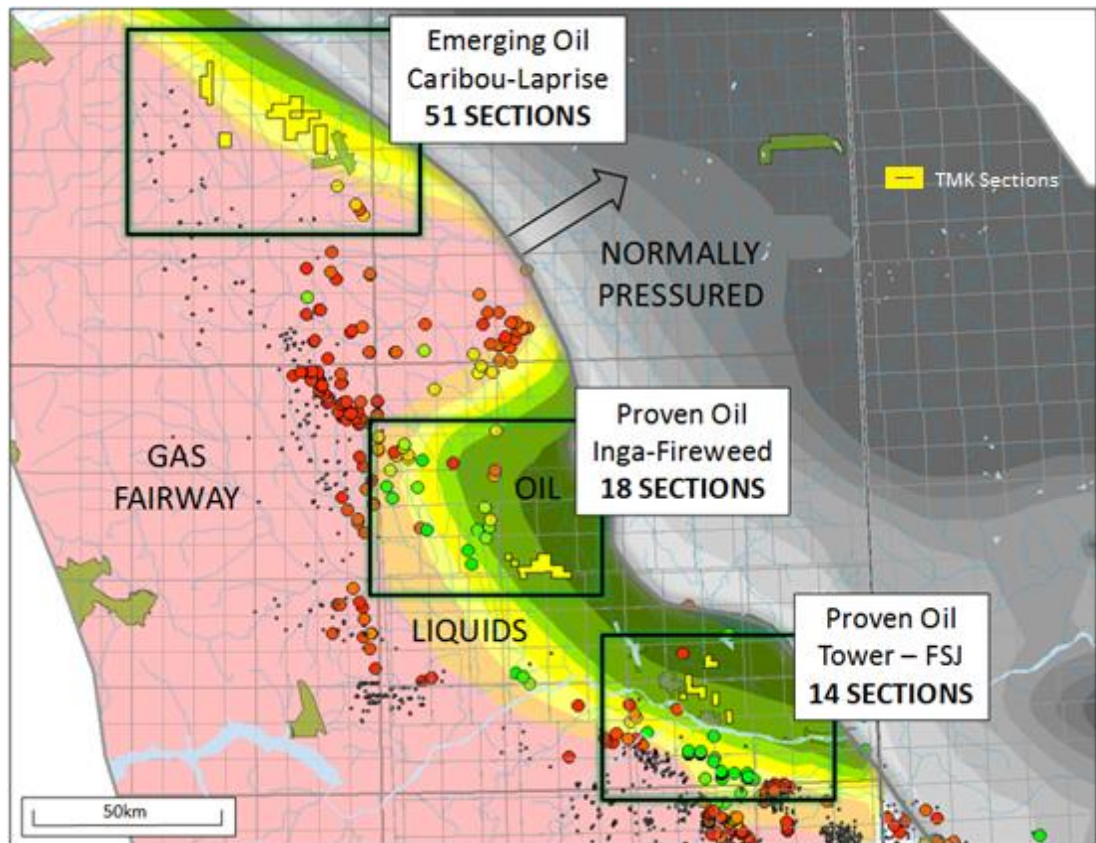 Emerging Oil
Caribou-Laprise
51 SECTIONS
TMK Sections
NORMALLY
PRESSURED
Proven Oil
Inga-Fireweed
18 SECTIONS
GAS
FAIRWAY
OIL
LIQUIDS
Proven Oil
Tower – FSJ
14 SECTIONS
50km